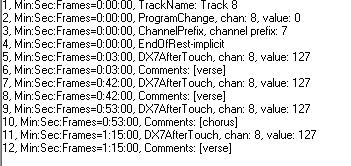 1, Min:Sec:Frames=0:00:00, TrackName: Track 8
2, Min:Sec:Frames=0:00:00, ProgramChange, chan: 8, value: 0
3, Min:Sec:Frames=0:00:00, ChannelPrefix, channel prefix: 7
4, Min:Sec:Frames=0:00:00, EndOfRest-implicit
5, Min:Sec:Frames=0:03:00, DX7AfterTouch, chan: 8, value: 127
6, Min:Sec:Frames=0:03:00, Comments: [verse]
7, Min:Sec:Frames=0:42:00, DX7AfterTouch, chan: 8, value: 127
8, Min:Sec:Frames=0:42:00, Comments: [verse]
9, Min:Sec:Frames=0:53:00, DX7AfterTouch, chan: 8, value: 127
10, Min:Sec:Frames=0:53:00, Comments: [chorus]
11, Min:Sec:Frames=1:15:00, DX7AfterTouch, chan: 8, value: 127
12, Min:Sec:Frames=1:15:00, Comments: [verse]